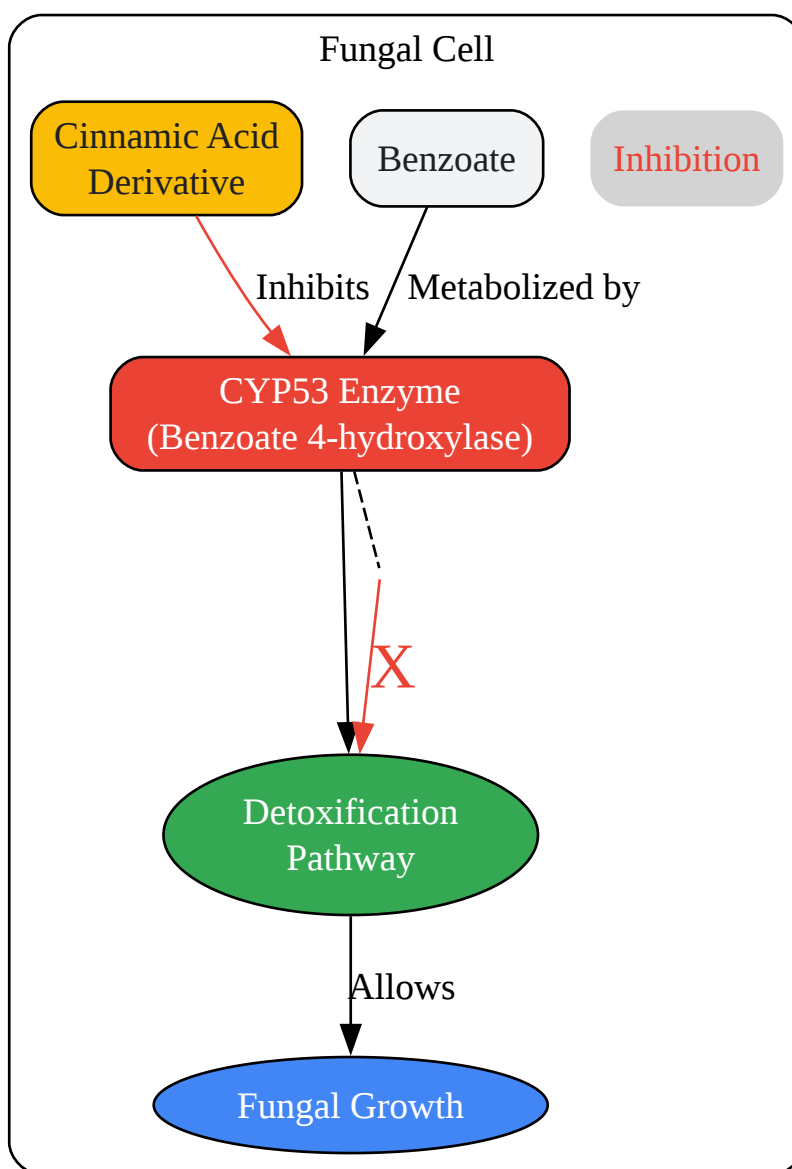 Fungal Cell
Cinnamic Acid
Derivative
Benzoate
Inhibition
Inhibits
Metabolized by
CYP53 Enzyme
(Benzoate 4-hydroxylase)
X
Detoxification
Pathway
Allows
Fungal Growth